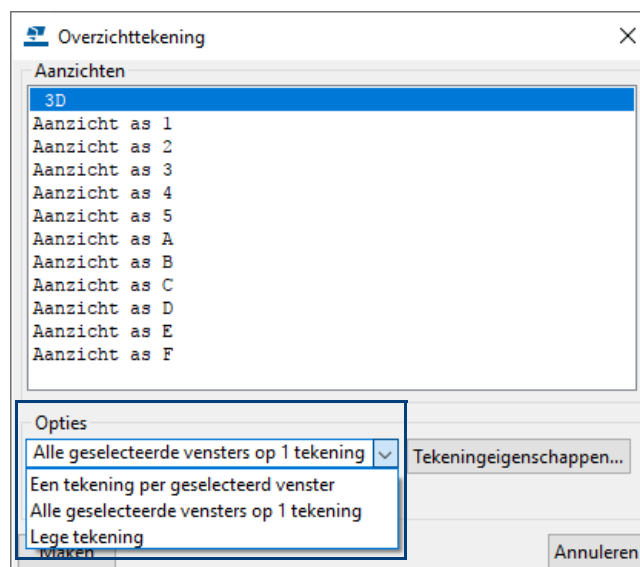 Overzichttekening
Aanzichten
3D
Aanzicht as 1
Aanzicht as 2
Aanzicht as 3
Aanzicht as 4
Aanzicht as 5
Aanzicht as A
Aanzicht as B
Aanzicht as C
Aanzicht as D
Aanzicht as E
Aanzicht as F
Opties
Alle geselecteerde vensters op 1 tekening
Tekeningeigenschappen...
Een tekening per geselecteerd venster
Alle geselecteerde vensters op 1 tekening
Lege tekening
Maken
Annuleren